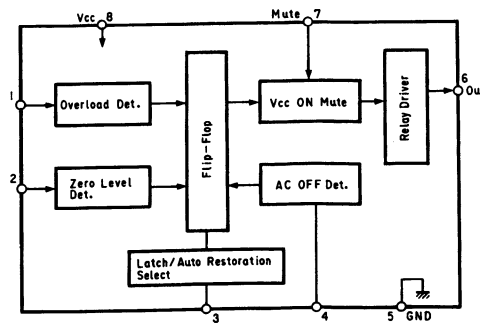 Vcc 8
Mute 7
6
Ou
1
Overload Det.
Flip-Flop
Vcc ON Mute
Relay Driver
2
Zero Level
Det.
AC OFF Det.
Latch/Auto Restoration
Select
3
4
5 GND